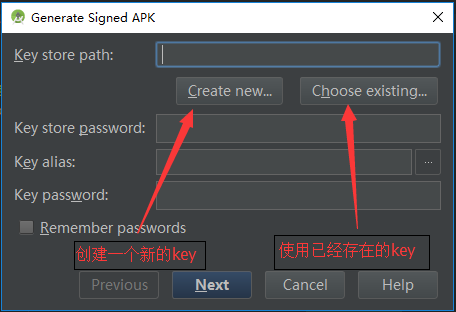 Generate Signed APK
Key store path:
Create new...
Choose existing...
Key store password:
Key alias:
...
Key password:
Remember passwords
创建一个新的key
使用已经存在的key
Previous
Next
Cancel
Help